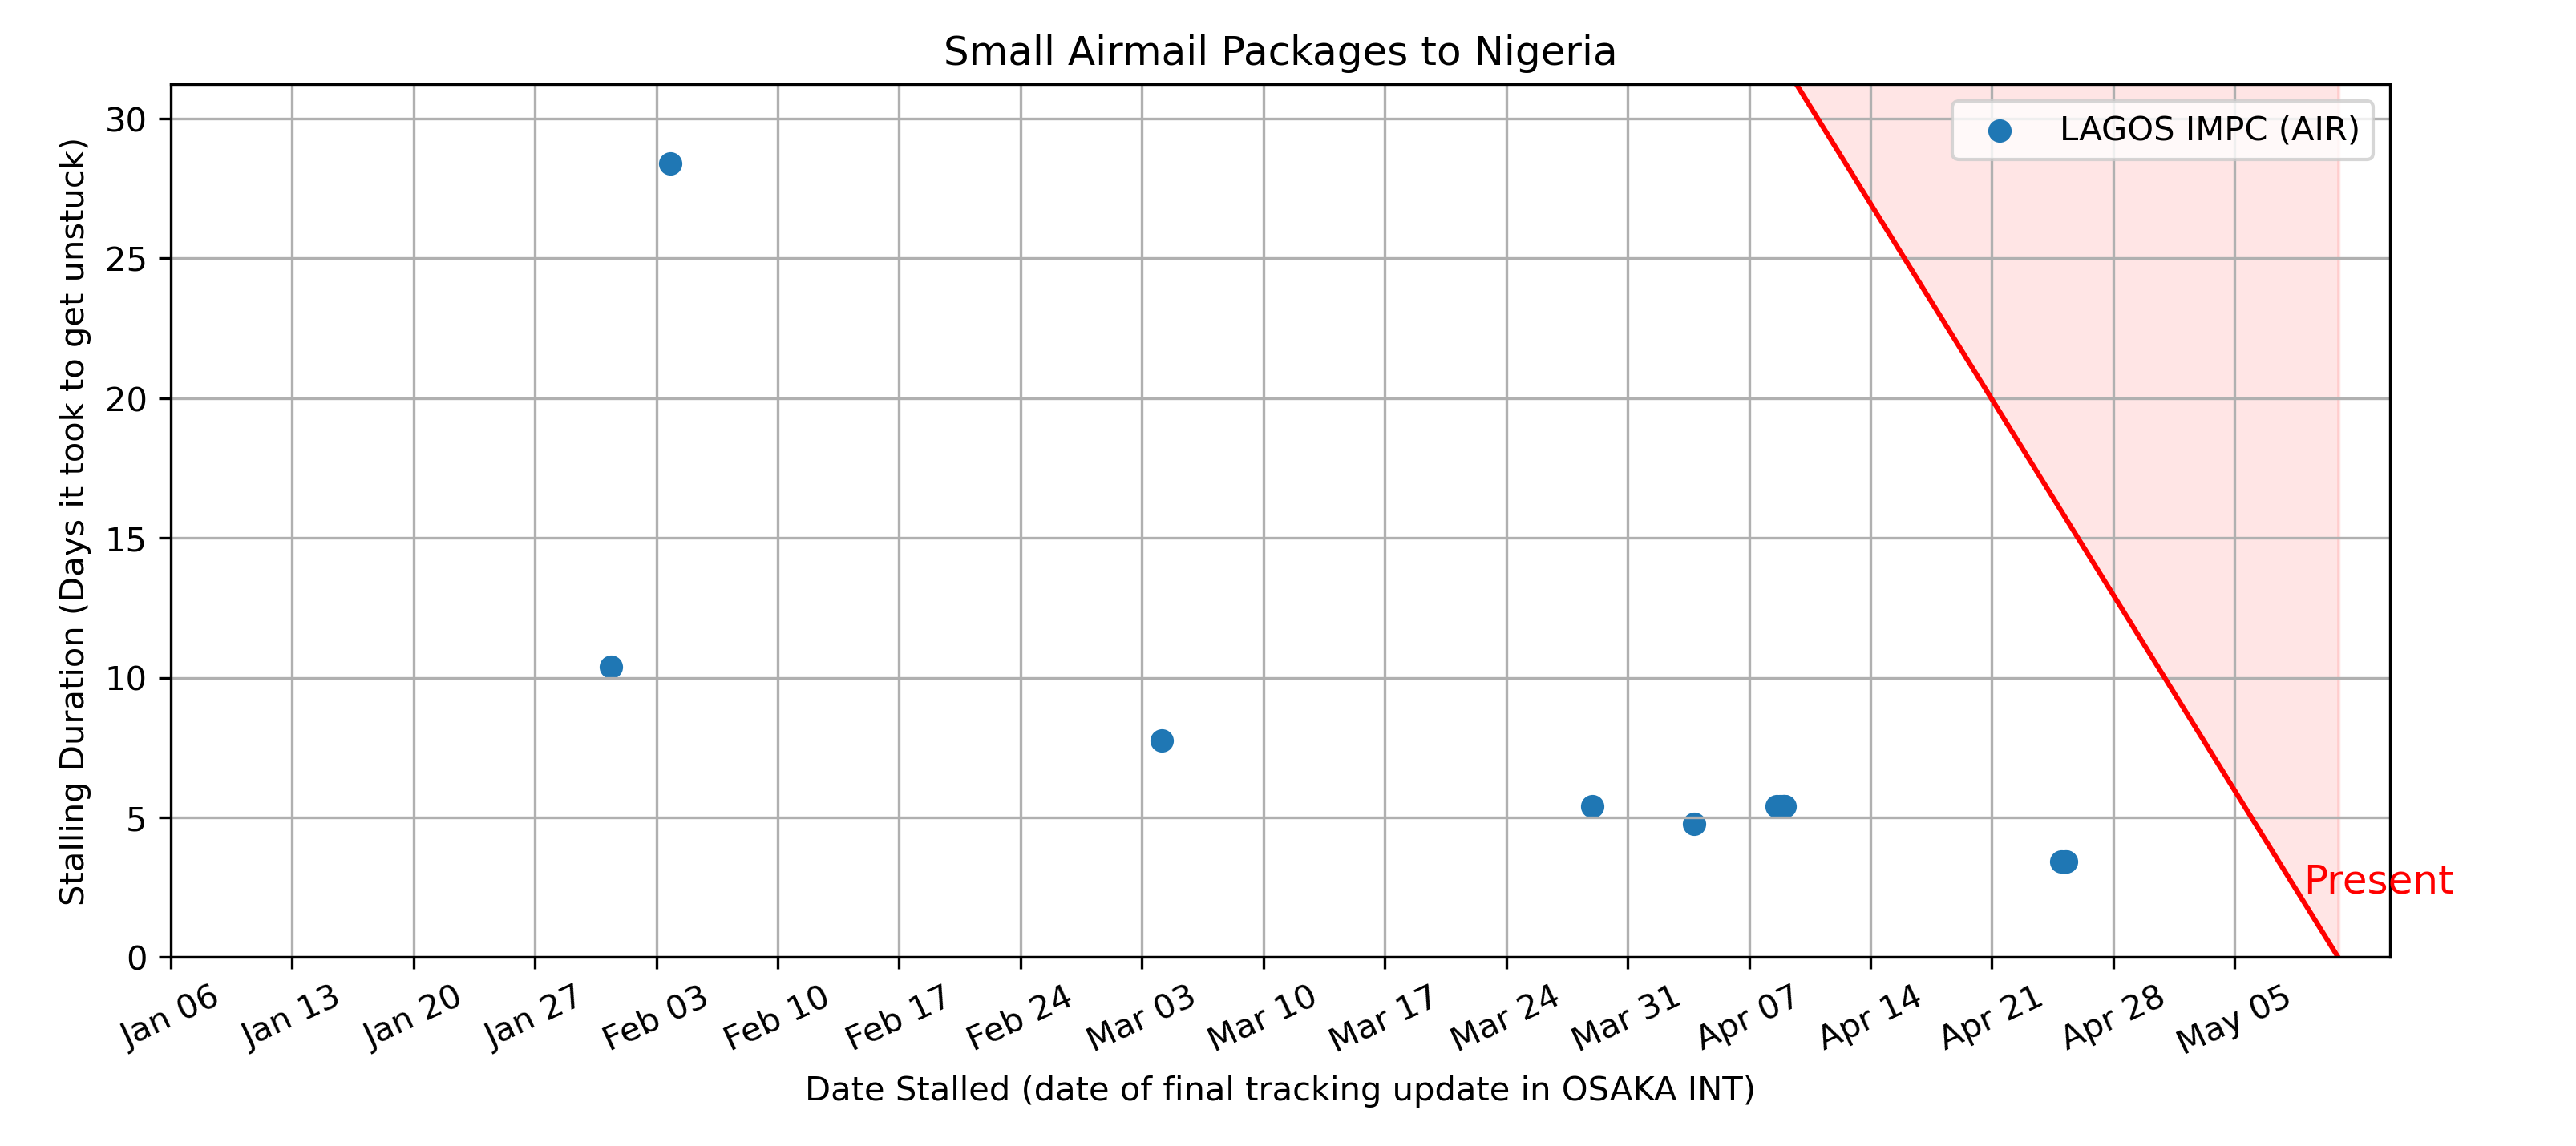 Small Airmail Packages to Nigeria
LAGOS IMPC (AIR)
Stalling Duration (Days it took to get unstuck)
30
25
20
15
10
5
0
Present
Jan 06
Jan 13
Jan 20
Jan 27
Feb 03
Feb 10
Feb 17
Feb 24
Mar 03
Mar 10
Mar 17
Mar 24
Mar 31
Apr 07
Apr 14
Apr 21
Apr 28
May 05
Date Stalled (date of final tracking update in OSAKA INT)